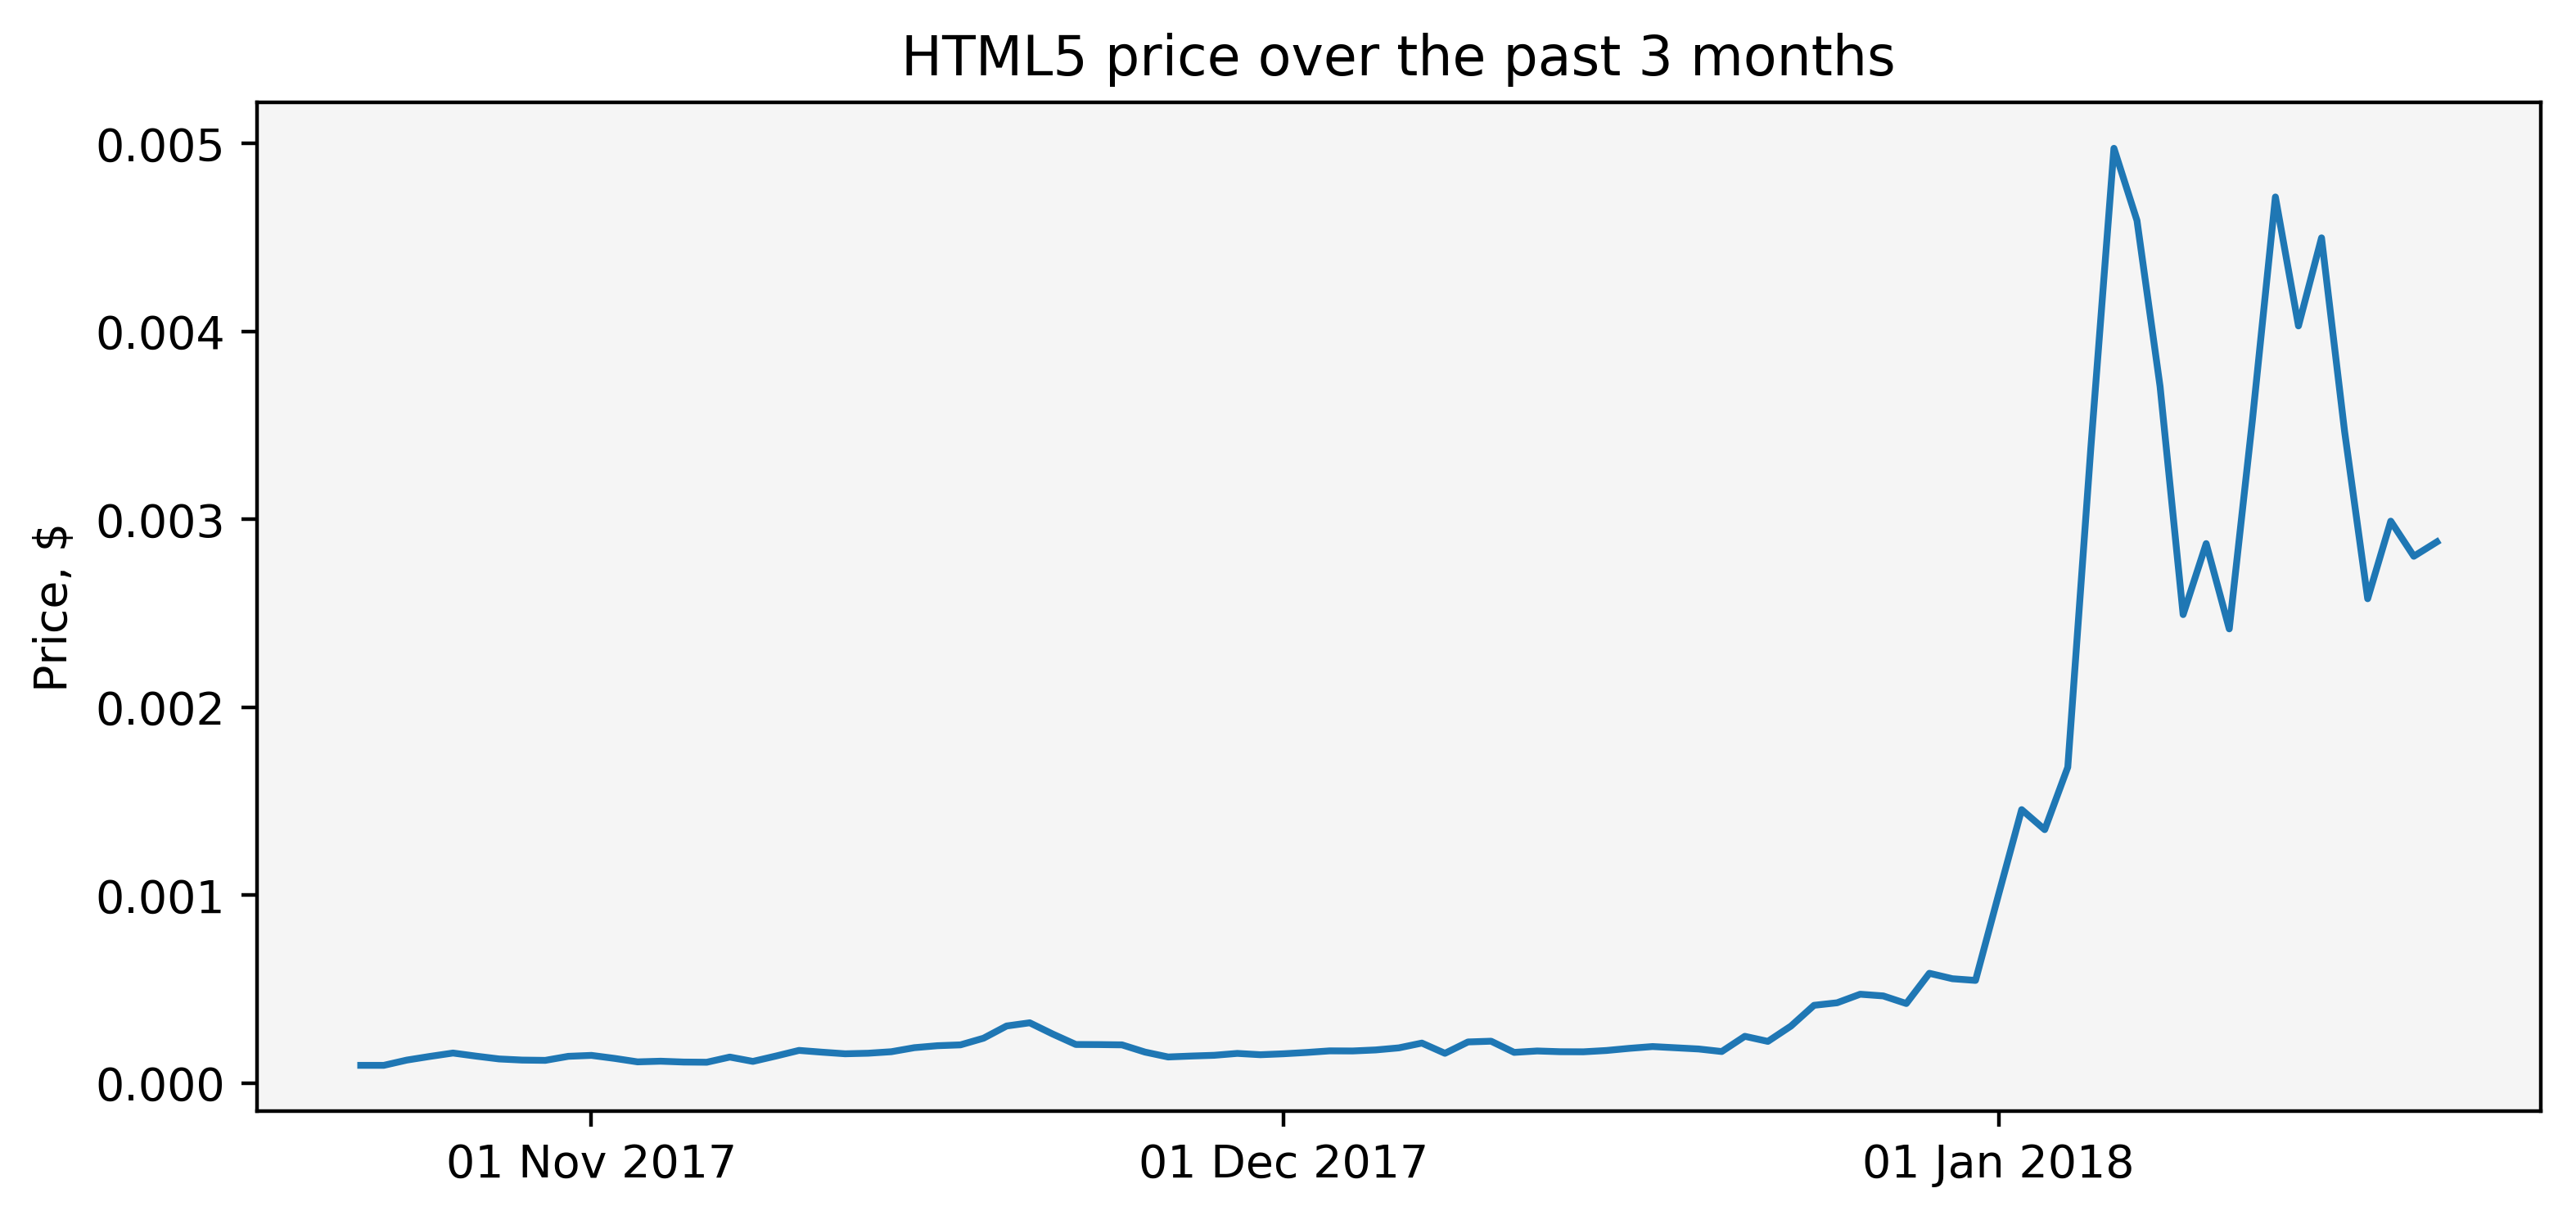 HTML5 price over the past 3 months
Price, $
0.005
0.004
0.003
0.002
0.001
0.000
01 Nov 2017
01 Dec 2017
01 Jan 2018